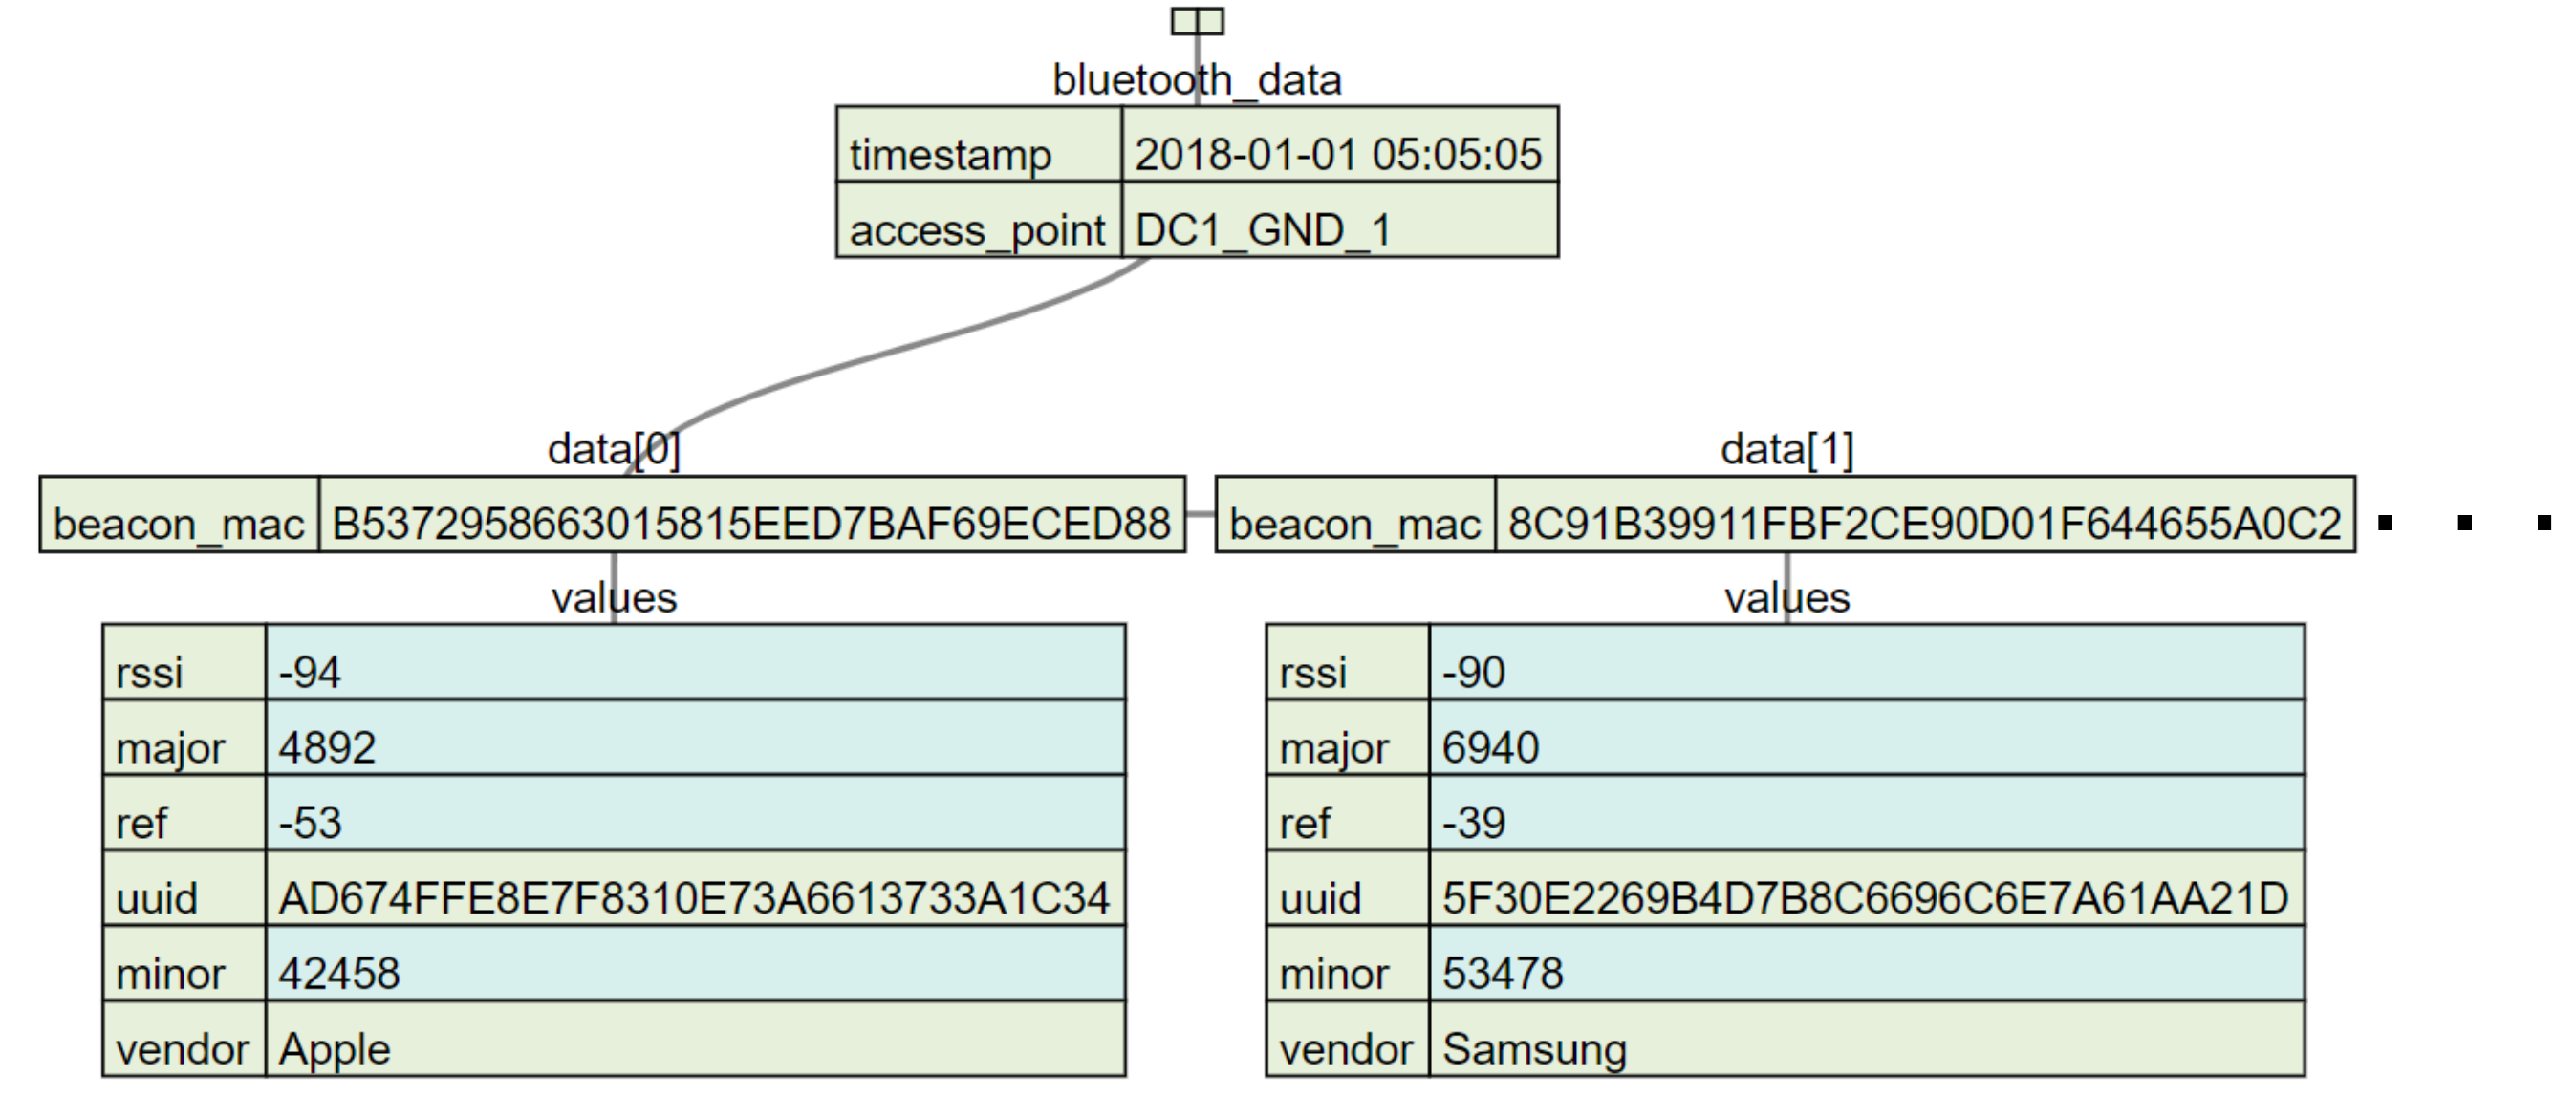 bluetooth_data
timestamp 2018-01-01 05:05:05
access_point DC1_GND_1
data[0] data[1]
beacon_mac B5372958663015815EED7BAF69ECED88 beacon_mac 8C91B39911FBF2CE90D01F644655A0C2 . . .
values values
rssi -94 rssi -90
major 4892 major 6940
ref -53 ref -39
uuid AD674FFE8E7F8310E73A6613733A1C34 uuid 5F30E2269B4D7B8C6696C6E7A61AA21D
minor 42458 minor 53478
vendor Apple vendor Samsung